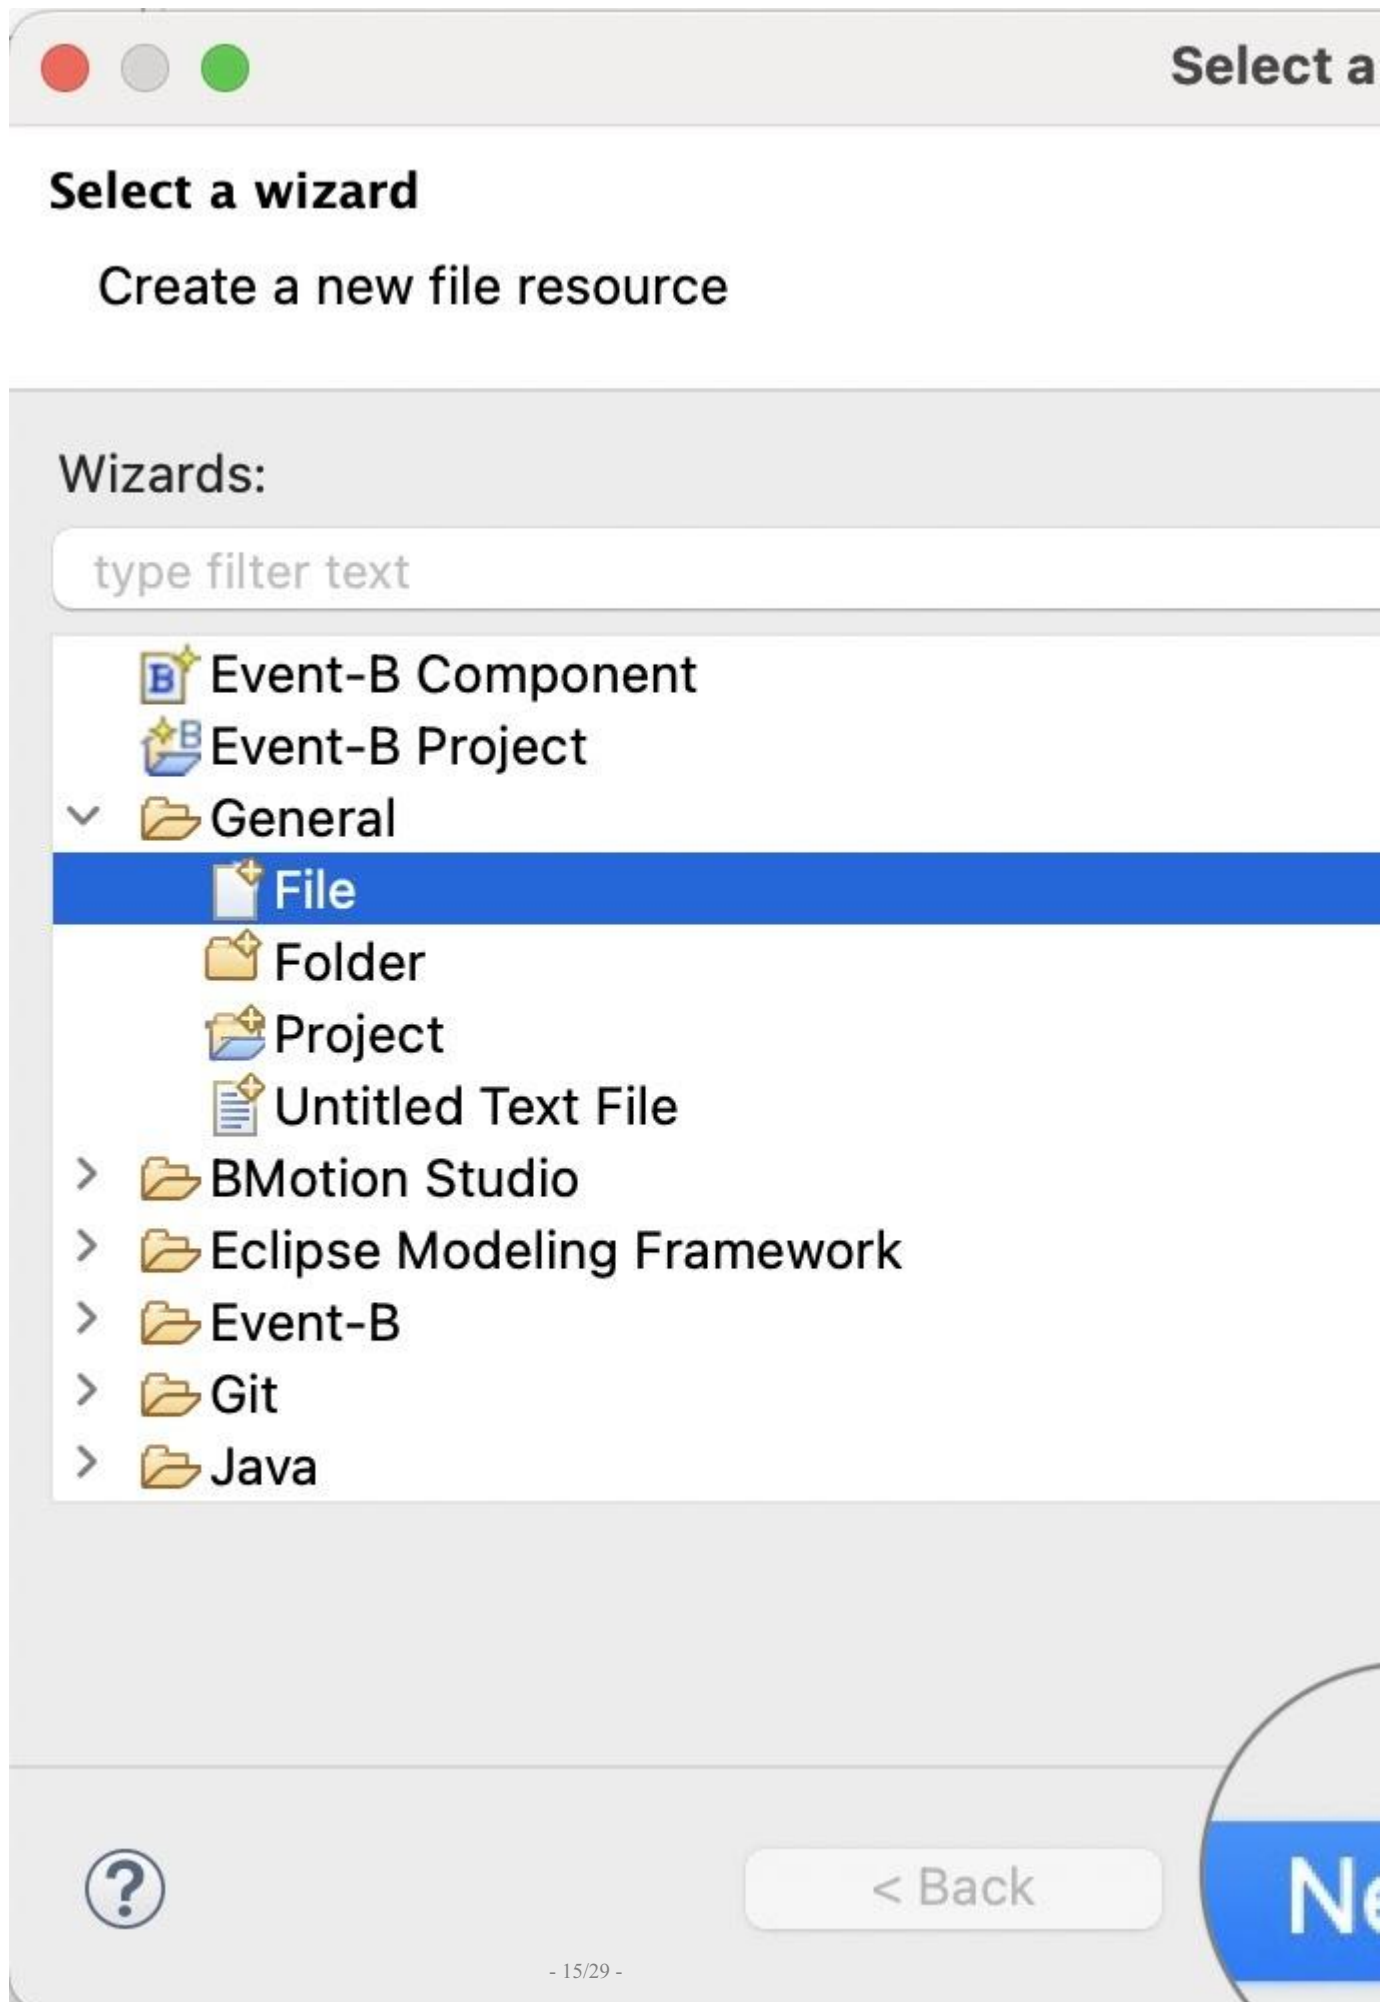 Select a
Select a wizard
Create a new file resource
Wizards:
type filter text
B Event-B Component
B Event-B Project
General
File
Folder
Project
Untitled Text File
BMotion Studio
Eclipse Modeling Framework
Event-B
Git
Java
?
< Back
Ne
- 15/29 -